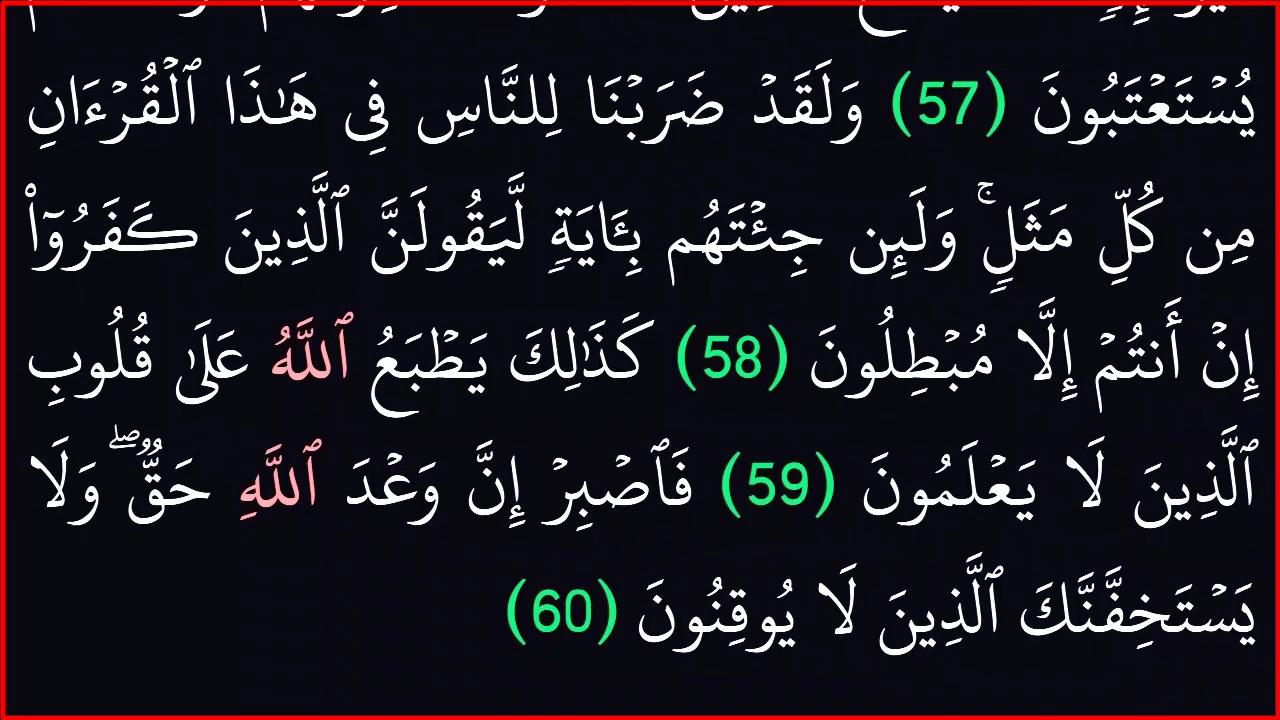 يُسۡتَعۡتَبُونَ (57) وَلَقَدۡ ضَرَبۡنَا لِلنَّاسِ فِى هَـٰذَا ٱلۡقُرۡءَانِ
مِن كُلِّ مَثَلٍۚ وَلَٮِٕن جِئۡتَهُم بِـَٔايَةٍ لَّيَقُولَنَّ ٱلَّذِينَ ڪَفَرُوٓاْ
إِنۡ أَنتُمۡ إِلَّا مُبۡطِلُونَ (58) كَذَٲلِكَ يَطۡبَعُ ٱللَّهُ عَلَىٰ قُلُوبِ
ٱلَّذِينَ لَا يَعۡلَمُونَ (59) فَٱصۡبِرۡ إِنَّ وَعۡدَ ٱللَّهِ حَقٌّۖ وَلَا
يَسۡتَخِفَّنَّكَ ٱلَّذِينَ لَا يُوقِنُونَ (60)